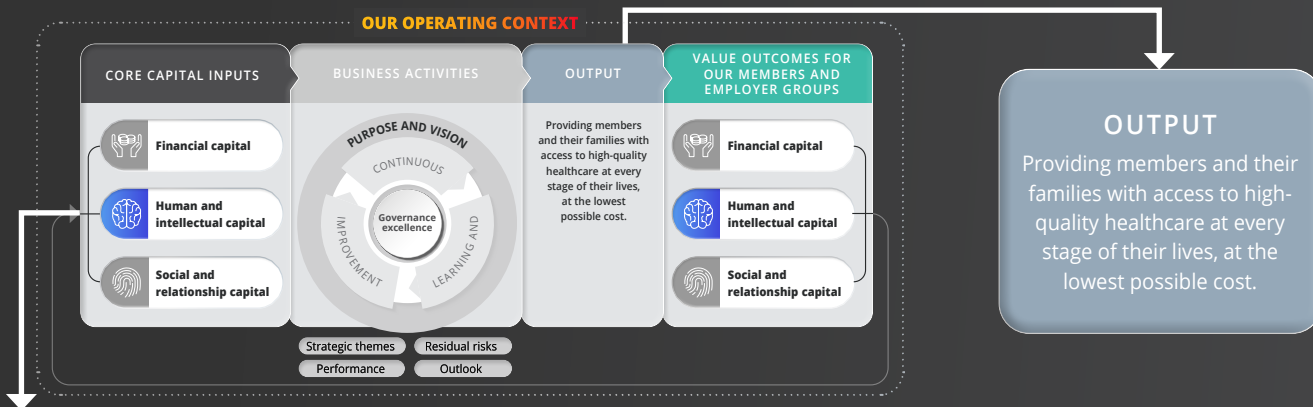 OUR OPERATING CONTEXT
CORE CAPITAL INPUTS
Financial capital
Human and
intellectual capital
Social and
relationship capital
BUSINESS ACTIVITIES
PURPOSE AND VISION
CONTINUOUS
LEARNING AND
IMPROVEMENT
Governance
excellence
Strategic themes
Residual risks
Performance
Outlook
OUTPUT
Providing members
and their families with
access to high-quality
healthcare at every
stage of their lives,
at the lowest
possible cost.
VALUE OUTCOMES FOR
OUR MEMBERS AND
EMPLOYER GROUPS
Financial capital
Human and
intellectual capital
Social and
relationship capital
OUTPUT
Providing members and their
families with access to high-
quality healthcare at every
stage of their lives, at the
lowest possible cost.